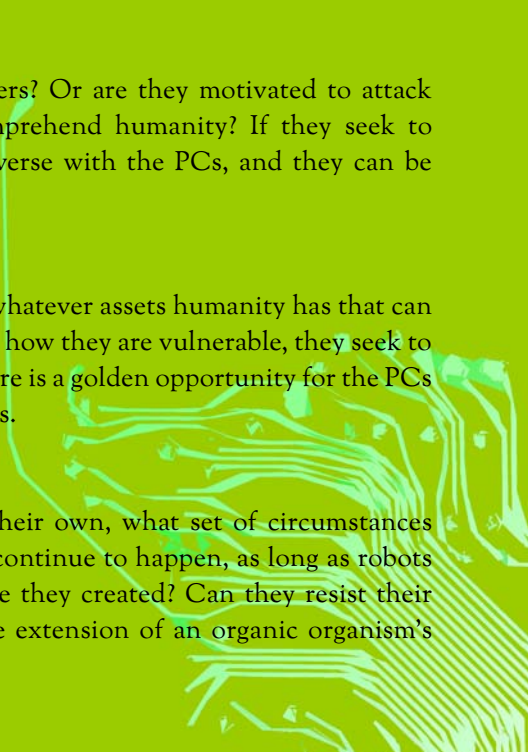 ers? Or are they motivated to attack
nprehend humanity? If they seek to
verse with the PCs, and they can be
whatever assets humanity has that can
how they are vulnerable, they seek to
re is a golden opportunity for the PCs
s.
heir own, what set of circumstances
continue to happen, as long as robots
e they created? Can they resist their
e extension of an organic organism's